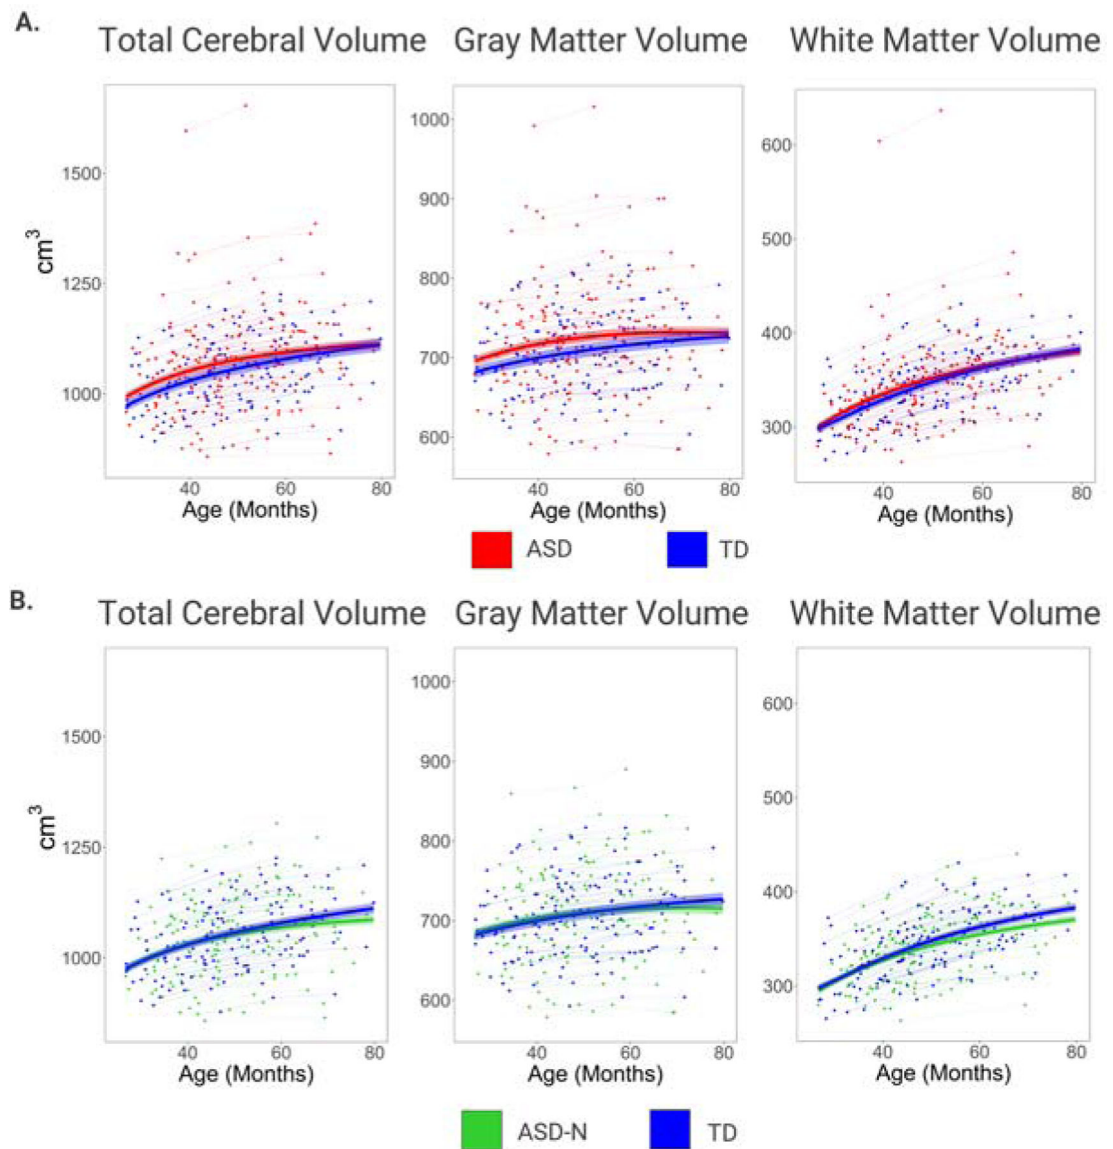 A.
Total Cerebral Volume Gray Matter Volume White Matter Volume
cm3
1500
1250
1000
40 60 80
Age (Months)
1000
900
800
700
600
40 60 80
Age (Months)
600
500
400
300
40 60 80
Age (Months)
ASD TD
B.
Total Cerebral Volume Gray Matter Volume White Matter Volume
cm3
1500
1250
1000
40 60 80
Age (Months)
1000
900
800
700
600
40 60 80
Age (Months)
600
500
400
300
40 60 80
Age (Months)
ASD-N TD